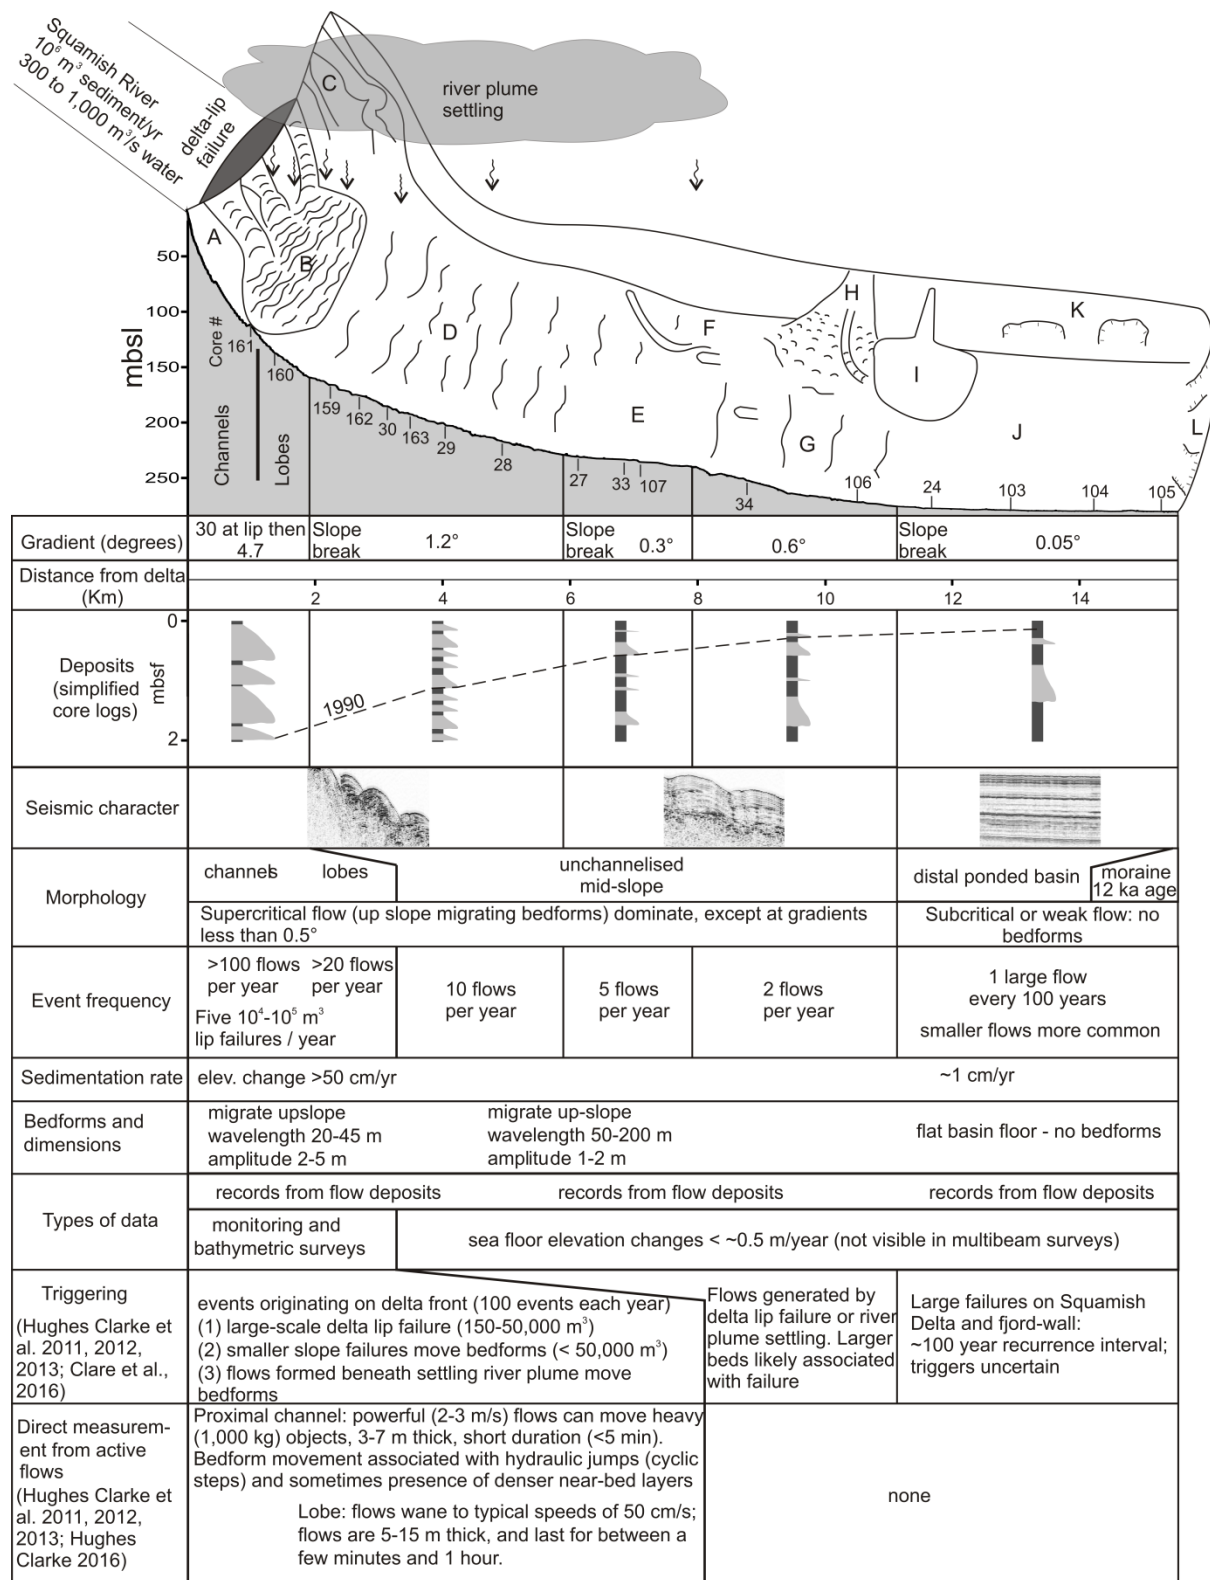 Squamish River
10⁶ m³ sediment/yr
300 to 1,000 m³/s water
delta-lip
failure
river plume
settling
A
B
C
D
E
F
G
H
I
J
K
L
mbsl
50
100
150
200
250
Core #
Channels
Lobes
161
160
159
162
30
163
29
28
27
33
107
34
106
24
103
104
105
Gradient (degrees)
30 at lip then
4.7
Slope
break
1.2°
Slope
break
0.3°
0.6°
Slope
break
0.05°
Distance from delta
(Km)
2
4
6
8
10
12
14
Deposits
(simplified
core logs)
mbsf
0
2
1990
Seismic character
Morphology
channels
lobes
unchannelised
mid-slope
distal ponded basin
moraine
12 ka age
Supercritical flow (up slope migrating bedforms) dominate, except at gradients
less than 0.5°
Subcritical or weak flow: no
bedforms
Event frequency
>100 flows
per year
>20 flows
per year
Five 10⁴-10⁵ m³
lip failures / year
10 flows
per year
5 flows
per year
2 flows
per year
1 large flow
every 100 years
smaller flows more common
Sedimentation rate
elev. change >50 cm/yr
~1 cm/yr
Bedforms and
dimensions
migrate upslope
wavelength 20-45 m
amplitude 2-5 m
migrate up-slope
wavelength 50-200 m
amplitude 1-2 m
flat basin floor - no bedforms
Types of data
records from flow deposits
records from flow deposits
records from flow deposits
monitoring and
bathymetric surveys
sea floor elevation changes < ~0.5 m/year (not visible in multibeam surveys)
Triggering
(Hughes Clarke et
al. 2011, 2012,
2013; Clare et al.,
2016)
events originating on delta front (100 events each year)
(1) large-scale delta lip failure (150-50,000 m³)
(2) smaller slope failures move bedforms (< 50,000 m³)
(3) flows formed beneath settling river plume move
bedforms
Flows generated by
delta lip failure or river
plume settling. Larger
beds likely associated
with failure
Large failures on Squamish
Delta and fjord-wall:
~100 year recurrence interval;
triggers uncertain
Direct measurem-
ent from active
flows
(Hughes Clarke et
al. 2011, 2012,
2013; Hughes
Clarke 2016)
Proximal channel: powerful (2-3 m/s) flows can move heavy
(1,000 kg) objects, 3-7 m thick, short duration (<5 min).
Bedform movement associated with hydraulic jumps (cyclic
steps) and sometimes presence of denser near-bed layers
Lobe: flows wane to typical speeds of 50 cm/s;
flows are 5-15 m thick, and last for between a
few minutes and 1 hour.
none